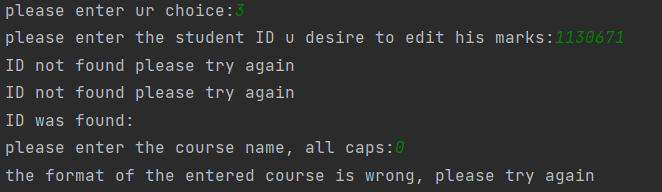 please enter ur choice:3
please enter the student ID u desire to edit his marks:1130671
ID not found please try again
ID not found please try again
ID was found:
please enter the course name, all caps:0
the format of the entered course is wrong, please try again